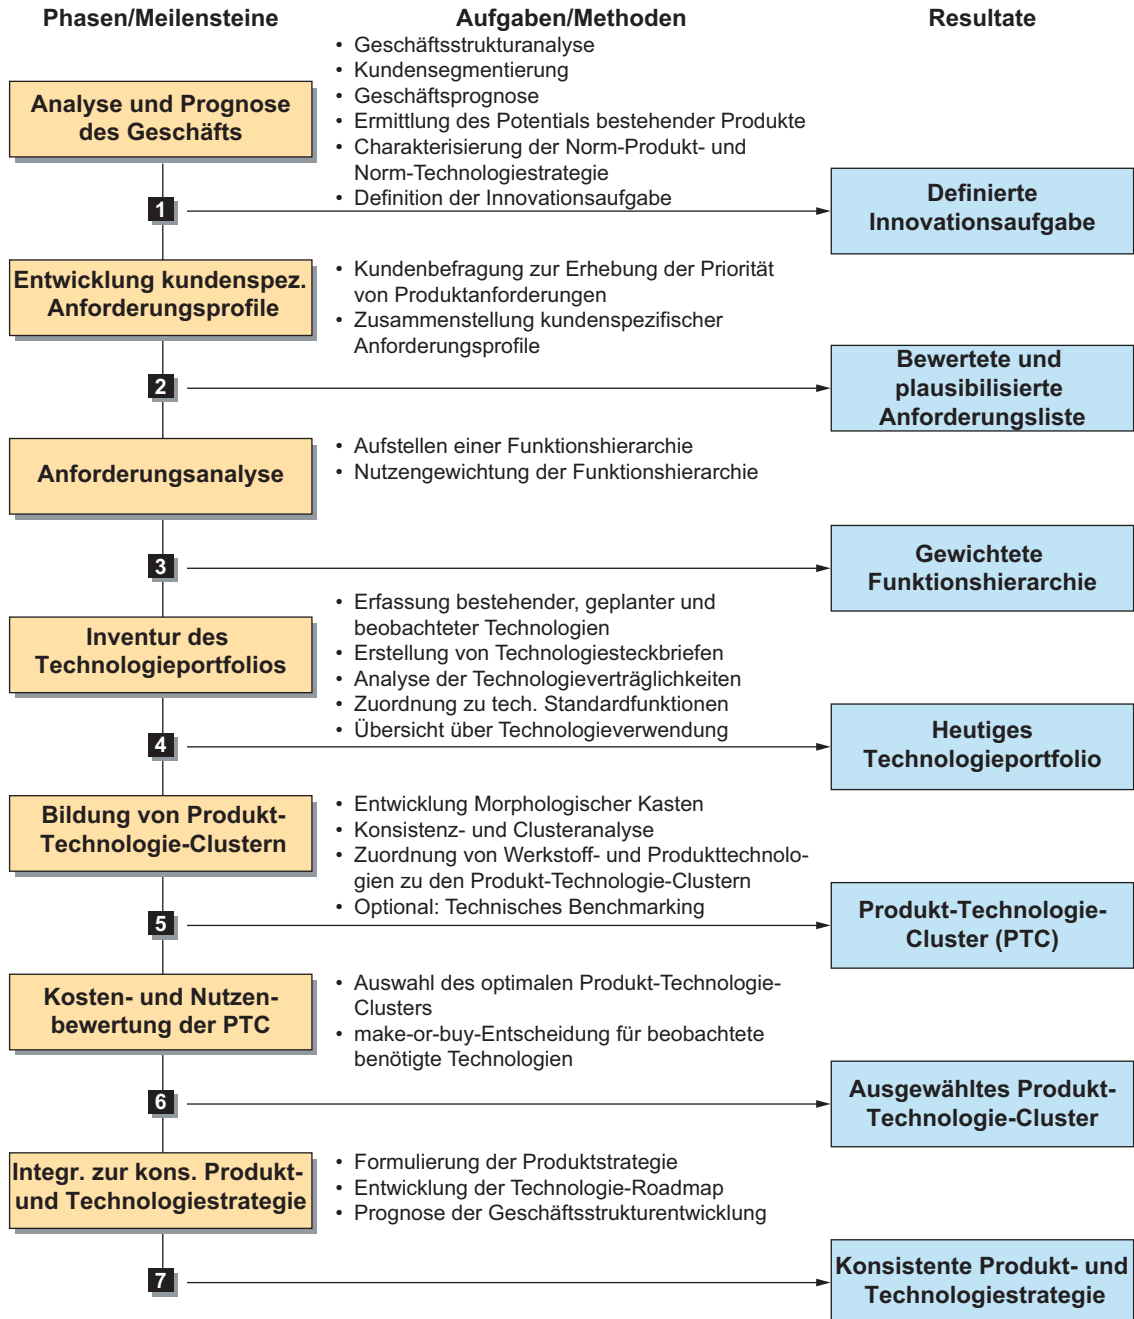 Phasen/Meilensteine
Aufgaben/Methoden
Resultate
Analyse und Prognose
des Geschäfts
• Geschäftsstrukturanalyse
• Kundensegmentierung
• Geschäftsprognose
• Ermittlung des Potentials bestehender Produkte
• Charakterisierung der Norm-Produkt- und
Norm-Technologiestrategie
• Definition der Innovationsaufgabe
1
Definierte
Innovationsaufgabe
Entwicklung kundenspez.
Anforderungsprofile
• Kundenbefragung zur Erhebung der Priorität
von Produktanforderungen
• Zusammenstellung kundenspezifischer
Anforderungsprofile
2
Bewertete und
plausibilisierte
Anforderungsliste
Anforderungsanalyse
• Aufstellen einer Funktionshierarchie
• Nutzengewichtung der Funktionshierarchie
3
Gewichtete
Funktionshierarchie
Inventur des
Technologieportfolios
• Erfassung bestehender, geplanter und
beobachteter Technologien
• Erstellung von Technologiesteckbriefen
• Analyse der Technologieverträglichkeiten
• Zuordnung zu tech. Standardfunktionen
• Übersicht über Technologieverwendung
4
Heutiges
Technologieportfolio
Bildung von Produkt-
Technologie-Clustern
• Entwicklung Morphologischer Kasten
• Konsistenz- und Clusteranalyse
• Zuordnung von Werkstoff- und Produkttechnolo-
gien zu den Produkt-Technologie-Clustern
• Optional: Technisches Benchmarking
5
Produkt-Technologie-
Cluster (PTC)
Kosten- und Nutzen-
bewertung der PTC
• Auswahl des optimalen Produkt-Technologie-
Clusters
• make-or-buy-Entscheidung für beobachtete
benötigte Technologien
6
Ausgewähltes Produkt-
Technologie-Cluster
Integr. zur kons. Produkt-
und Technologiestrategie
• Formulierung der Produktstrategie
• Entwicklung der Technologie-Roadmap
• Prognose der Geschäftsstrukturentwicklung
7
Konsistente Produkt- und
Technologiestrategie